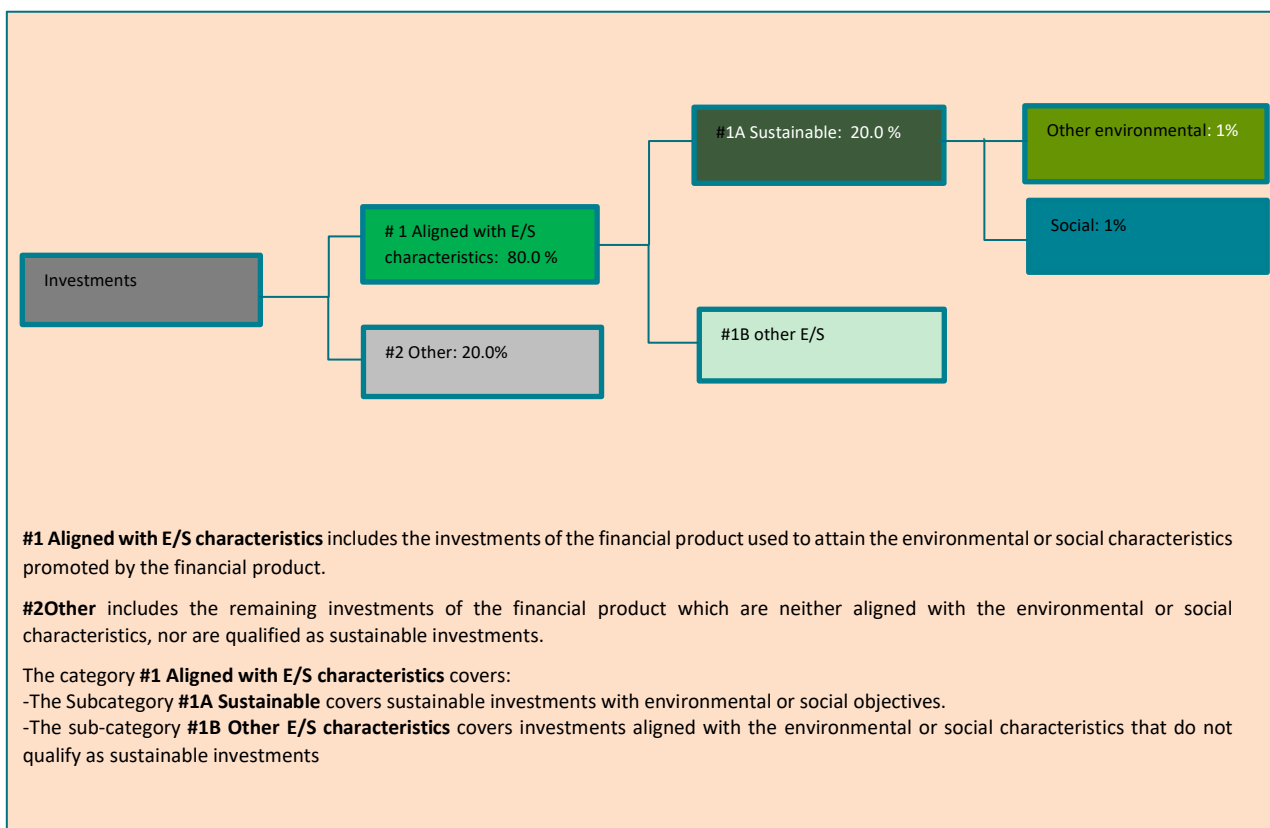 #1A Sustainable: 20.0 %
Other environmental: 1%
# 1 Aligned with E/S
characteristics: 80.0 %
Social: 1%
Investments
#2 Other: 20.0%
#1B other E/S
#1 Aligned with E/S characteristics includes the investments of the financial product used to attain the environmental or social characteristics
promoted by the financial product.
#2Other includes the remaining investments of the financial product which are neither aligned with the environmental or social
characteristics, nor are qualified as sustainable investments.
The category #1 Aligned with E/S characteristics covers:
-The Subcategory #1A Sustainable covers sustainable investments with environmental or social objectives.
-The sub-category #1B Other E/S characteristics covers investments aligned with the environmental or social characteristics that do not
qualify as sustainable investments